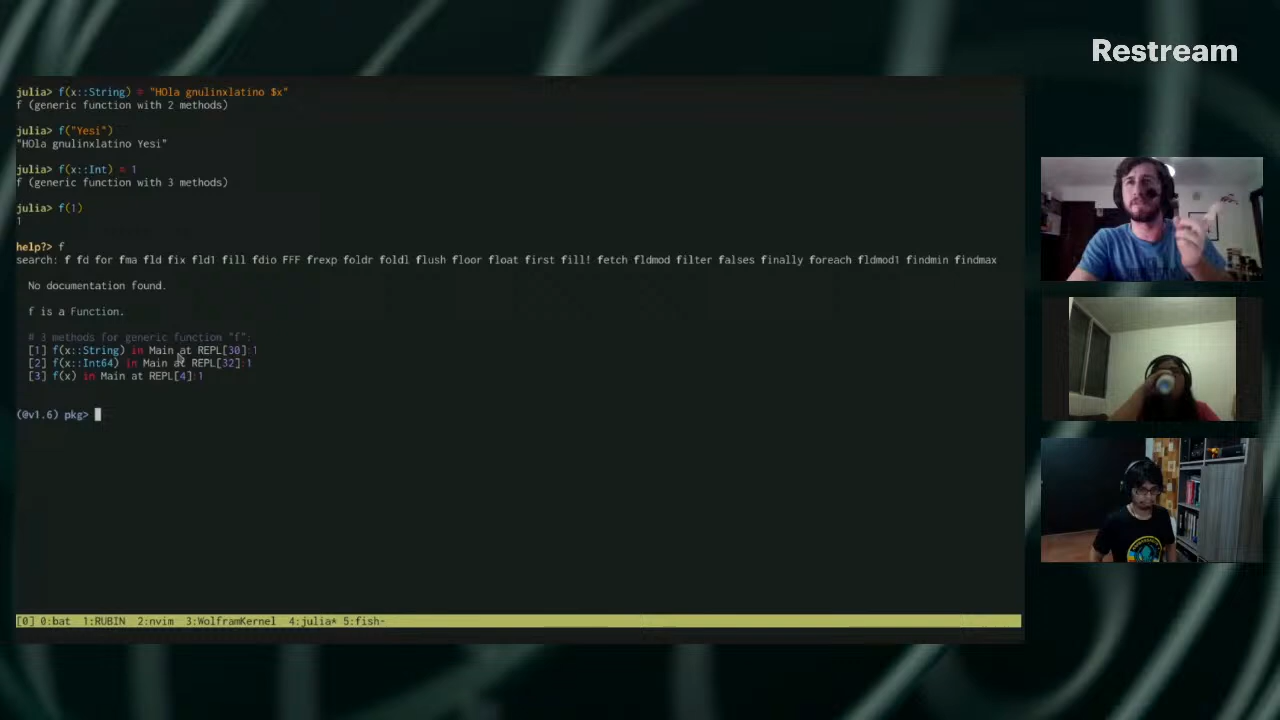 Restream
julia> f(x::String) = "HOla gnulinxlatino $x"
f (generic function with 2 methods)
julia> f("Yesi")
"HOla gnulinxlatino Yesi"
julia> f(x::Int) = 1
f (generic function with 3 methods)
julia> f(1)
1
help?> f
search: f fd for fma fld fix fld1 fill fdio FFF frexp foldr foldl flush floor float first fill! fetch fldmod filter falses finally foreach fldmod1 findmin findmax
No documentation found.
f is a Function.
# 3 methods for generic function "f":
[1] f(x::String) in Main at REPL[30]:1
[2] f(x::Int64) in Main at REPL[32]:1
[3] f(x) in Main at REPL[4]:1
(@v1.6) pkg>
[0] 0:bat 1:RUBIN 2:nvim 3:WolframKernel 4:julia* 5:fish-